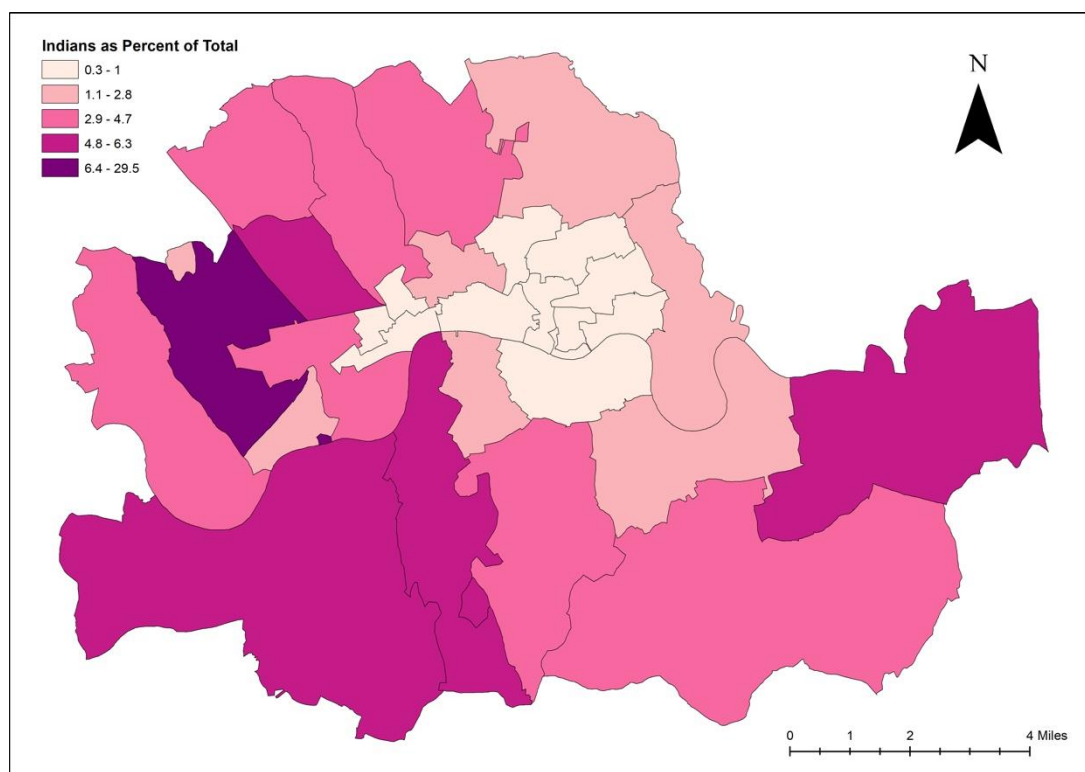 Indians as Percent of Total
0.3 - 1
1.1 - 2.8
2.9 - 4.7
4.8 - 6.3
6.4 - 29.5
N
0 1 2 4 Miles